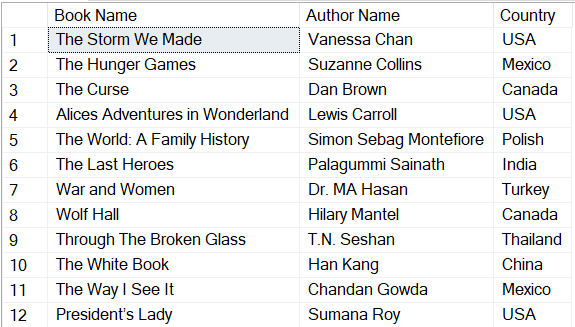 Book Name Author Name Country
1 The Storm We Made Vanessa Chan USA
2 The Hunger Games Suzanne Collins Mexico
3 The Curse Dan Brown Canada
4 Alices Adventures in Wonderland Lewis Carroll USA
5 The World: A Family History Simon Sebag Montefiore Polish
6 The Last Heroes Palagummi Sainath India
7 War and Women Dr. MA Hasan Turkey
8 Wolf Hall Hilary Mantel Canada
9 Through The Broken Glass T.N. Seshan Thailand
10 The White Book Han Kang China
11 The Way I See It Chandan Gowda Mexico
12 President's Lady Sumana Roy USA